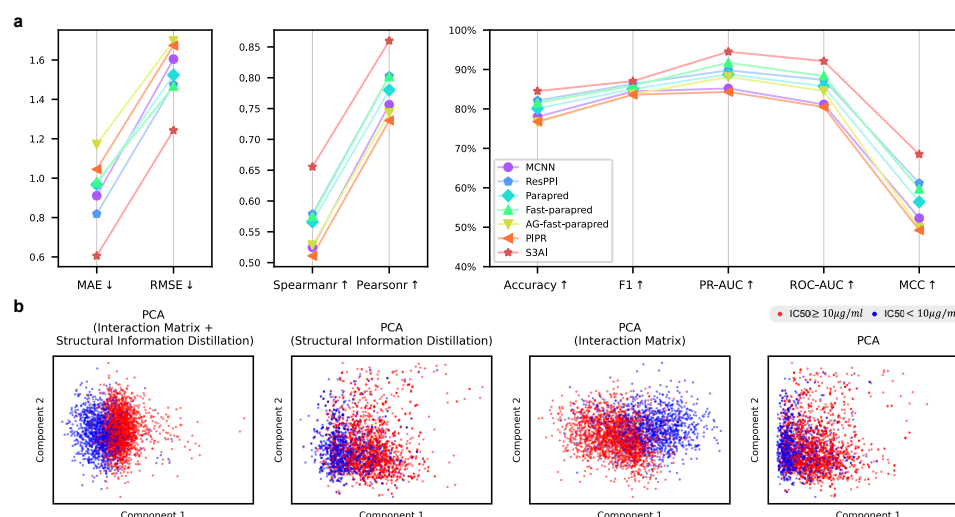 a
1.6
1.4
1.2
1.0
0.8
0.6
MAE ↓
RMSE ↓
0.85
0.80
0.75
0.70
0.65
0.60
0.55
0.50
Spearmanr ↑
Pearsonr ↑
100%
90%
80%
70%
60%
50%
40%
MCNN
ResPPI
Parapred
Fast-parapred
AG-fast-parapred
PIPR
S3AI
Accuracy ↑
F1 ↑
PR-AUC ↑
ROC-AUC ↑
MCC ↑
b
IC50≥ 10μg/ml
IC50< 10μg/m
PCA
(Interaction Matrix +
Structural Information Distillation)
Component 2
Component 1
PCA
(Structural Information Distillation)
Component 2
Component 1
PCA
(Interaction Matrix)
Component 2
Component 1
PCA
Component 2
Component 1